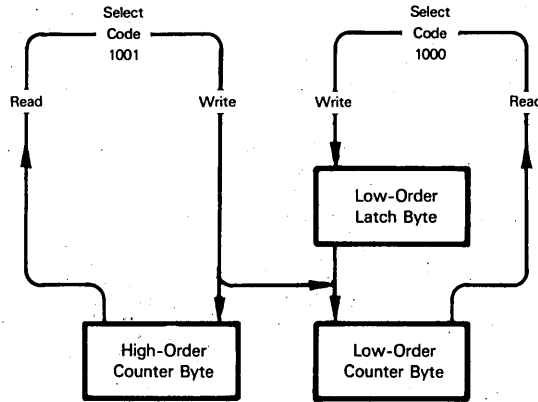 Select
Code
1001
Select
Code
1000
Read
Write
Write
Read
Low-Order
Latch Byte
High-Order
Counter Byte
Low-Order
Counter Byte